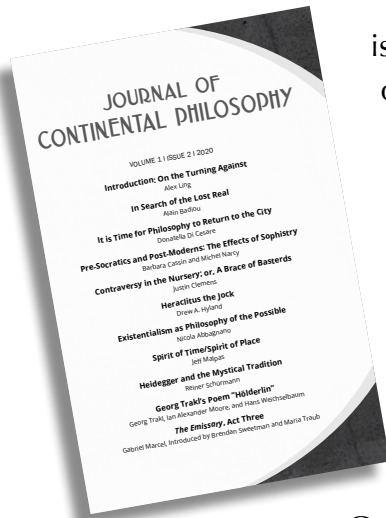 JOURNAL OF
CONTINENTAL PHILOSOPHY
VOLUME 1 I ISSUE 2 I 2020
Introduction: On the Turning Against
Alex Ling
In Search of the Lost Real
Alain Badiou
It is Time for Philosophy to Return to the City
Donatella Di Cesare
Pre-Socratics and Post-Moderns: The Effects of Sophistry
Barbara Cassin and Michel Narcy
Contraversy in the Nursery; or, A Brace of Basterds
Justin Clemens
Heraclitus the Jock
Drew A. Hyland
Existentialism as Philosophy of the Possible
Nicola Abbagnano
Spirit of Time/Spirit of Place
Jeff Malpas
Heidegger and the Mystical Tradition
Reiner Schürmann
Georg Trakl's Poem “Hölderlin”
Georg Trakl, Ian Alexander Moore, and Hans Weichselbaum
The Emissary, Act Three
Gabriel Marcel, Introduced by Brendan Sweetman and Maria Traub
is